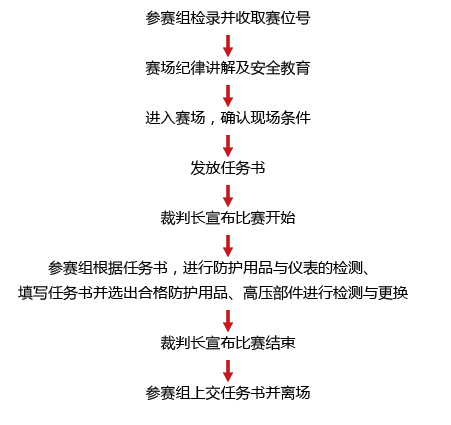 参赛组检录并收取赛位号
赛场纪律讲解及安全教育
进入赛场，确认现场条件
发放任务书
裁判长宣布比赛开始
参赛组根据任务书，进行防护用品与仪表的检测、
填写任务书并选出合格防护用品、高压部件进行检测与更换
裁判长宣布比赛结束
参赛组上交任务书并离场